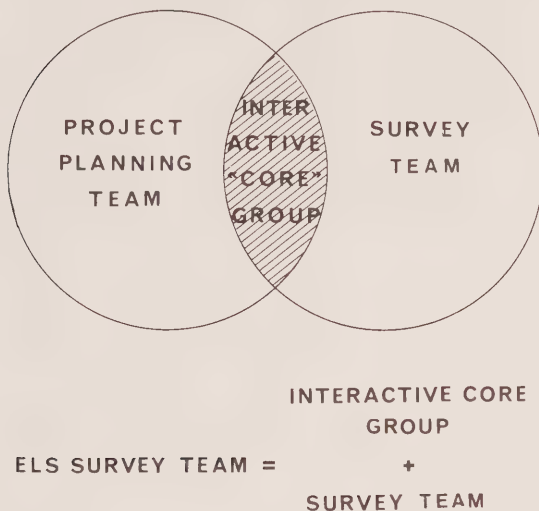 PROJECT
PLANNING
TEAM
INTER
ACTIVE
"CORE"
GROUP
SURVEY
TEAM
INTERACTIVE CORE
GROUP
ELS SURVEY TEAM = +
SURVEY TEAM